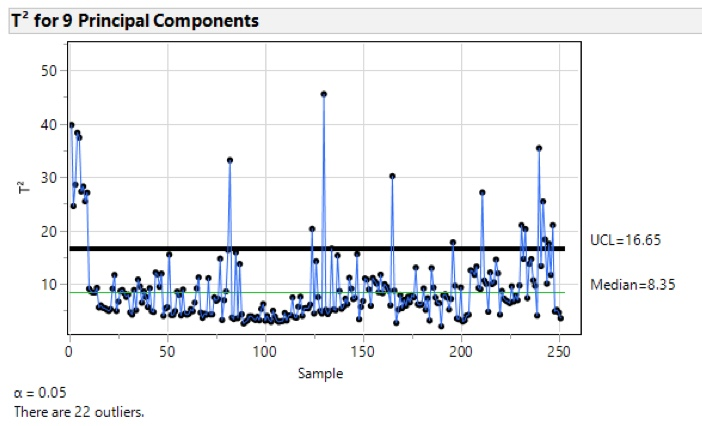 T² for 9 Principal Components
50
40
30
20
10
T²
UCL=16.65
Median=8.35
0 50 100 150 200 250
Sample
α = 0.05
There are 22 outliers.